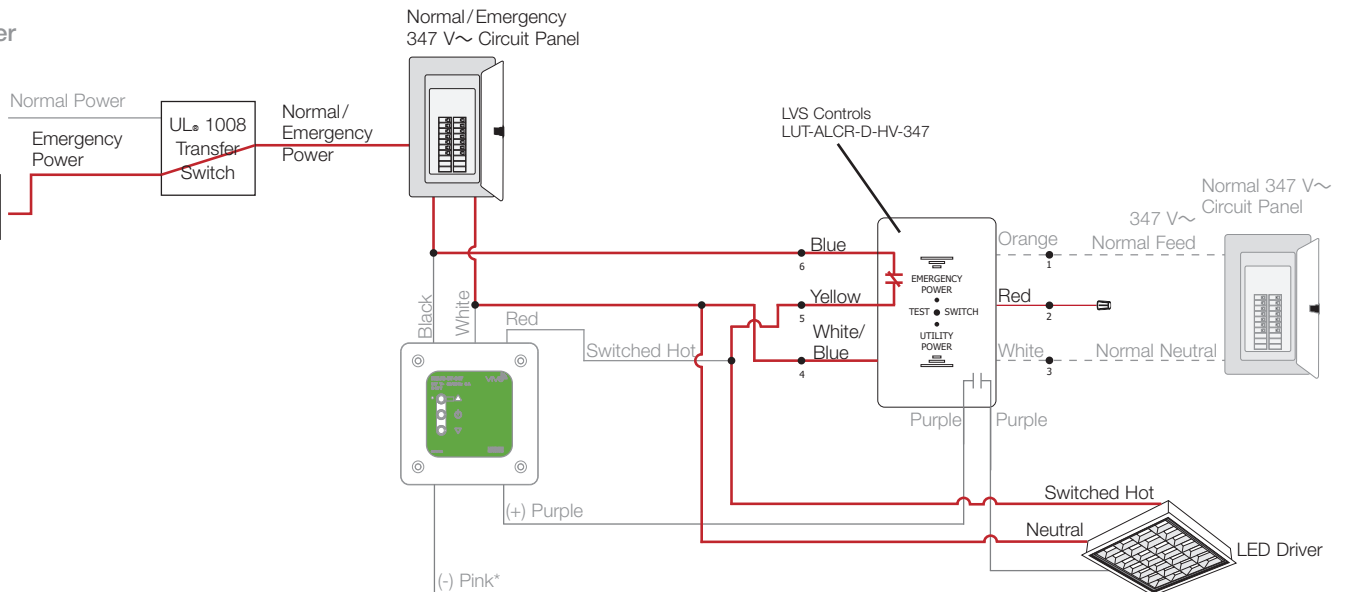 er
Normal/Emergency
347 V~ Circuit Panel
Normal Power
Emergency
Power
UL® 1008
Transfer
Switch
Normal/
Emergency
Power
LVS Controls
LUT-ALCR-D-HV-347
Normal 347 V~
Circuit Panel
347 V~
Blue
6
Orange
Normal Feed
1
EMERGENCY
POWER
Yellow
5
TEST SWITCH
Red
2
White/
Blue
4
UTILITY
POWER
White
Normal Neutral
3
Black
White
Red
Switched Hot
Purple
Purple
(+) Purple
Switched Hot
Neutral
LED Driver
(-) Pink*